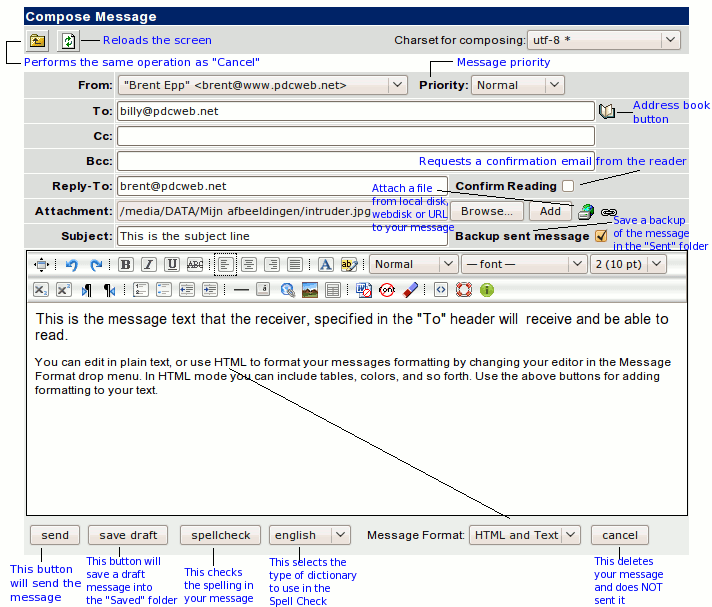 Compose Message
Reloads the screen
Charset for composing: utf-8 *
Performs the same operation as "Cancel"
Message priority
From: "Brent Epp" <brent@www.pdcweb.net> Priority: Normal
To: billy@pdcweb.net
Address book
button
Cc:
Bcc: Requests a confirmation email from the reader
Reply-To: brent@pdcweb.net
Confirm Reading
Attach a file
from local disk,
webdisk or URL
to your message
Attachment: /media/DATA/Mijn afbeeldingen/intruder.jpg Browse... Add
Save a backup
of the message
in the "Sent" folder
Subject: This is the subject line
Backup sent message
B I U ABC A ab Normal — font — 2 (10 pt)
This is the message text that the receiver, specified in the "To" header will receive and be able to
read.
You can edit in plain text, or use HTML to format your messages formatting by changing your editor in the Message
Format drop menu. In HTML mode you can include tables, colors, and so forth. Use the above buttons for adding
formatting to your text.
send save draft spellcheck english Message Format: HTML and Text cancel
This button
will send the
message
This button will
save a draft
message into
the "Saved" folder
This checks
the spelling in
your message
This selects the
type of dictionary
to use in the
Spell Check
This deletes
your message
and does NOT
sent it